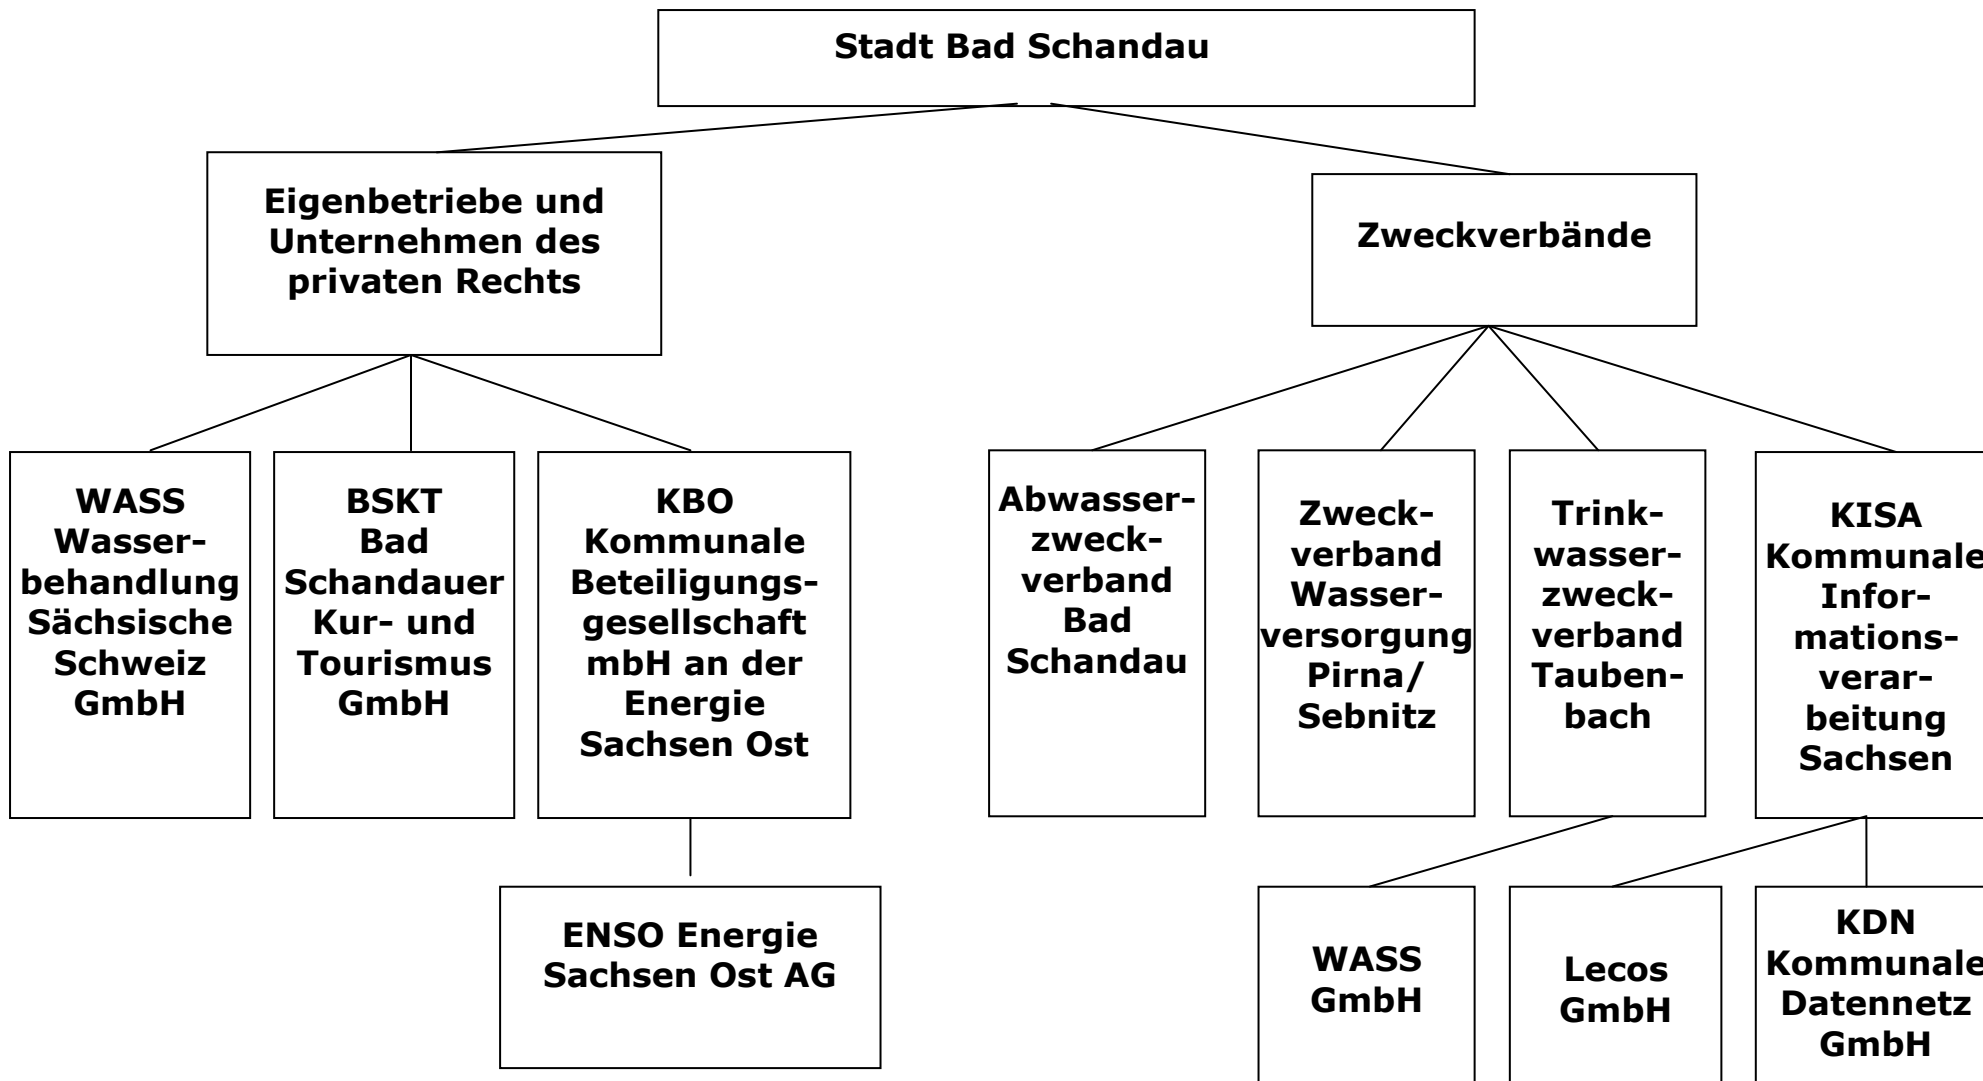 Stadt Bad Schandau
Eigenbetriebe und
Unternehmen des
privaten Rechts
Zweckverbände
WASS
Wasser-
behandlung
Sächsische
Schweiz
GmbH
BSKT
Bad
Schandauer
Kur- und
Tourismus
GmbH
KBO
Kommunale
Beteiligungs-
gesellschaft
mbH an der
Energie
Sachsen Ost
Abwasser-
zweck-
verband
Bad
Schandau
Zweck-
verband
Wasser-
versorgung
Pirna/
Sebnitz
Trink-
wasser-
zweck-
verband
Tauben-
bach
KISA
Kommunale
Infor-
mations-
verar-
beitung
Sachsen
ENSO Energie
Sachsen Ost AG
WASS
GmbH
Lecos
GmbH
KDN
Kommunale
Datennetz
GmbH